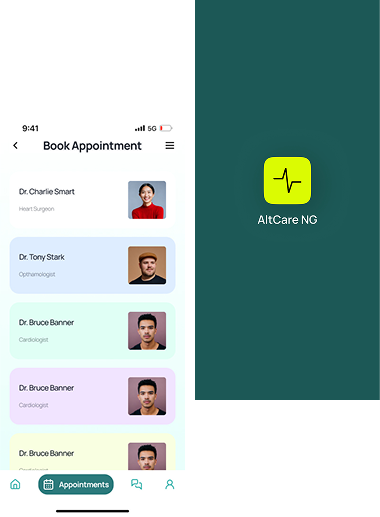 9:41
5G
Book Appointment
Dr. Charlie Smart
Heart Surgeon
Dr. Tony Stark
Opthamologist
Dr. Bruce Banner
Cardiologist
Dr. Bruce Banner
Cardiologist
Dr. Bruce Banner
Cardiologist
Appointments
AltCare NG